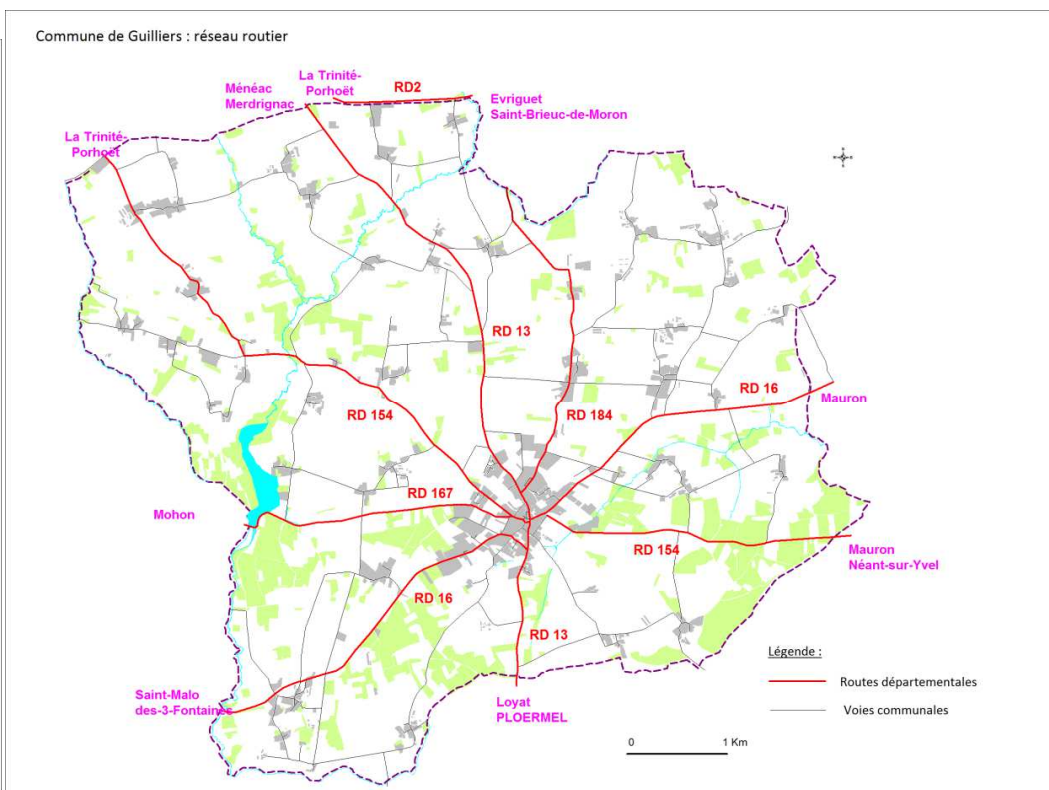 Commune de Guilliers : réseau routier
La Trinité-
Porhoët
RD2
Ménéac
Merdrignac
Evriguet
Saint-Brieuc-de-Moron
La Trinité-
Porhoët
RD 13
RD 16
Mauron
RD 154
RD 184
RD 167
Mohon
RD 154
Mauron
Néant-sur-Yvel
RD 16
RD 13
Légende :
Routes départementales
Voies communales
Saint-Malo
des-3-Fontaines
Loyat
PLOERMEL
0 1 Km